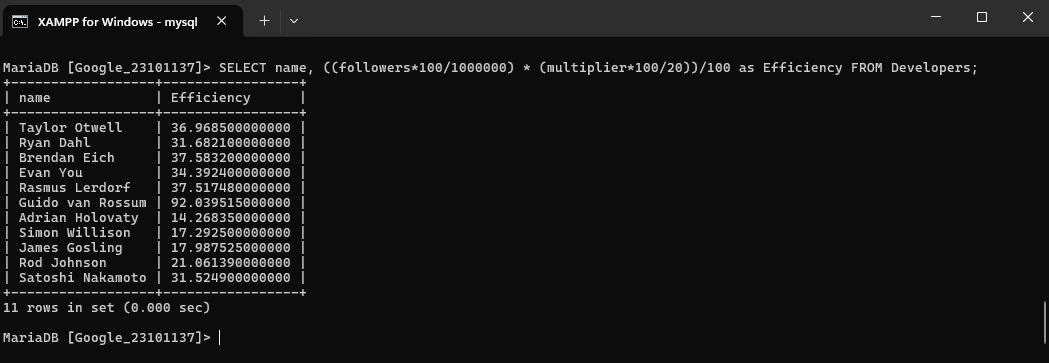 XAMPP for Windows - mysql
MariaDB [Google_23101137]> SELECT name, ((followers*100/1000000) * (multiplier*100/20))/100 as Efficiency FROM Developers;
+------------------+-----------------+
| name             | Efficiency      |
+------------------+-----------------+
| Taylor Otwell    | 36.968500000000 |
| Ryan Dahl        | 31.682100000000 |
| Brendan Eich     | 37.583200000000 |
| Evan You         | 34.392400000000 |
| Rasmus Lerdorf   | 37.517480000000 |
| Guido van Rossum | 92.039515000000 |
| Adrian Holovaty  | 14.268350000000 |
| Simon Willison   | 17.292500000000 |
| James Gosling    | 17.987525000000 |
| Rod Johnson      | 21.061390000000 |
| Satoshi Nakamoto | 31.524900000000 |
+------------------+-----------------+
11 rows in set (0.000 sec)
MariaDB [Google_23101137]>